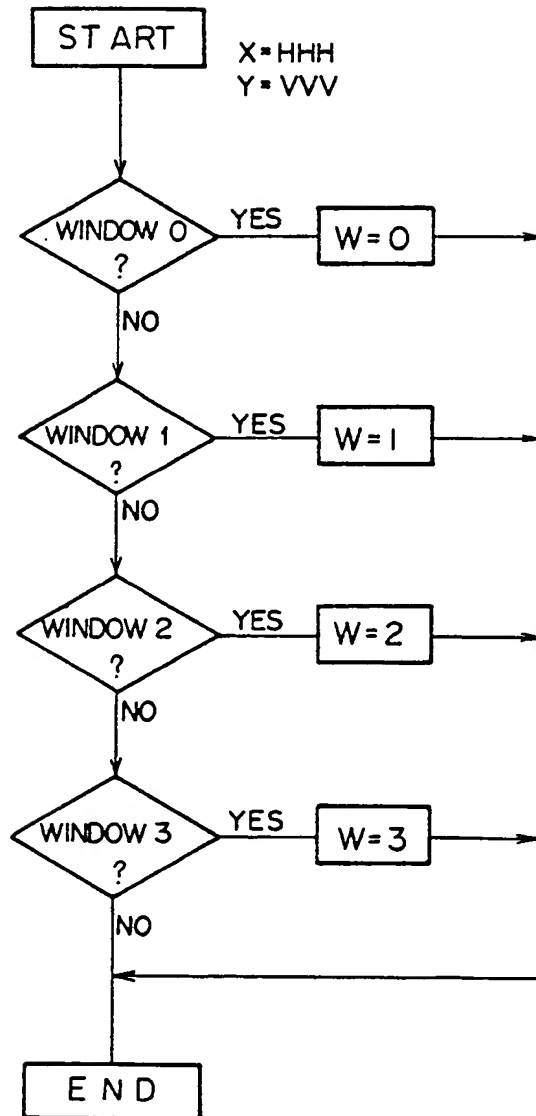 START
X=HHH
Y=VVV
WINDOW 0
?
YES
W=0
NO
WINDOW 1
?
YES
W=1
NO
WINDOW 2
?
YES
W=2
NO
WINDOW 3
?
YES
W=3
NO
END